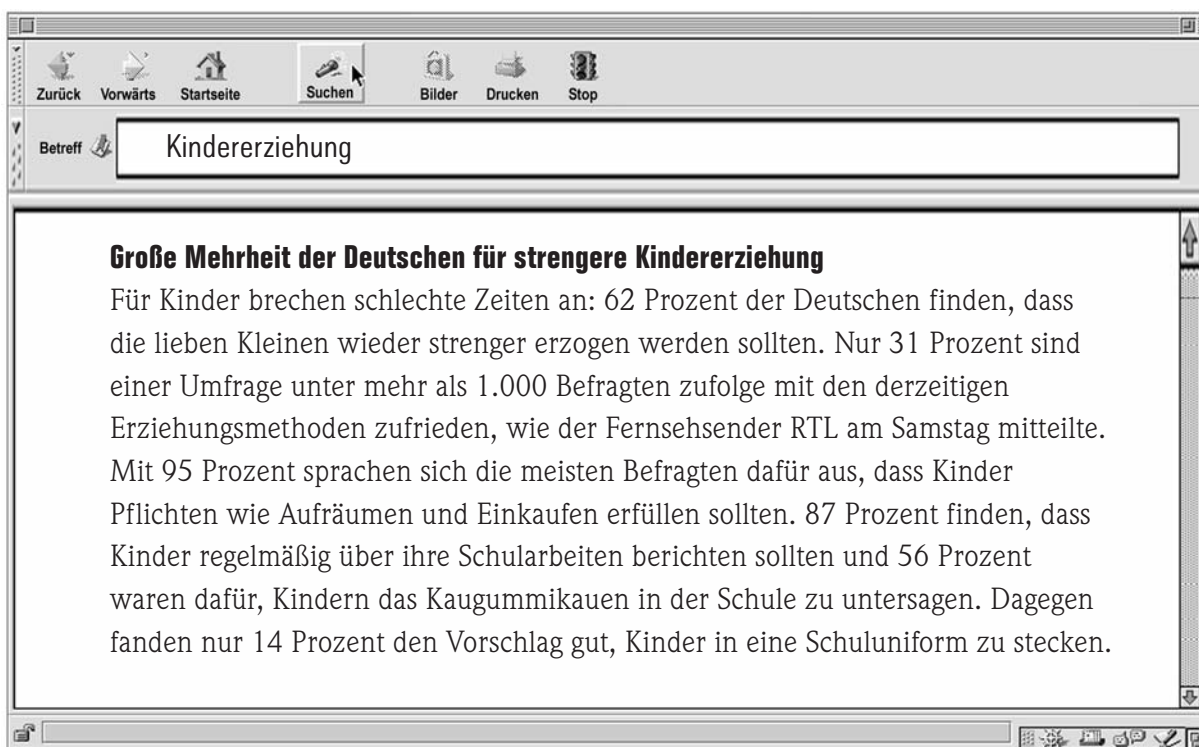 Zurück Vorwärts Startseite Suchen Bilder Drucken Stop
Betreff Kindererziehung
Große Mehrheit der Deutschen für strengere Kindererziehung
Für Kinder brechen schlechte Zeiten an: 62 Prozent der Deutschen finden, dass
die lieben Kleinen wieder strenger erzogen werden sollten. Nur 31 Prozent sind
einer Umfrage unter mehr als 1.000 Befragten zufolge mit den derzeitigen
Erziehungsmethoden zufrieden, wie der Fernsehsender RTL am Samstag mitteilte.
Mit 95 Prozent sprachen sich die meisten Befragten dafür aus, dass Kinder
Pflichten wie Aufräumen und Einkaufen erfüllen sollten. 87 Prozent finden, dass
Kinder regelmäßig über ihre Schularbeiten berichten sollten und 56 Prozent
waren dafür, Kindern das Kaugummikauen in der Schule zu untersagen. Dagegen
fanden nur 14 Prozent den Vorschlag gut, Kinder in eine Schuluniform zu stecken.